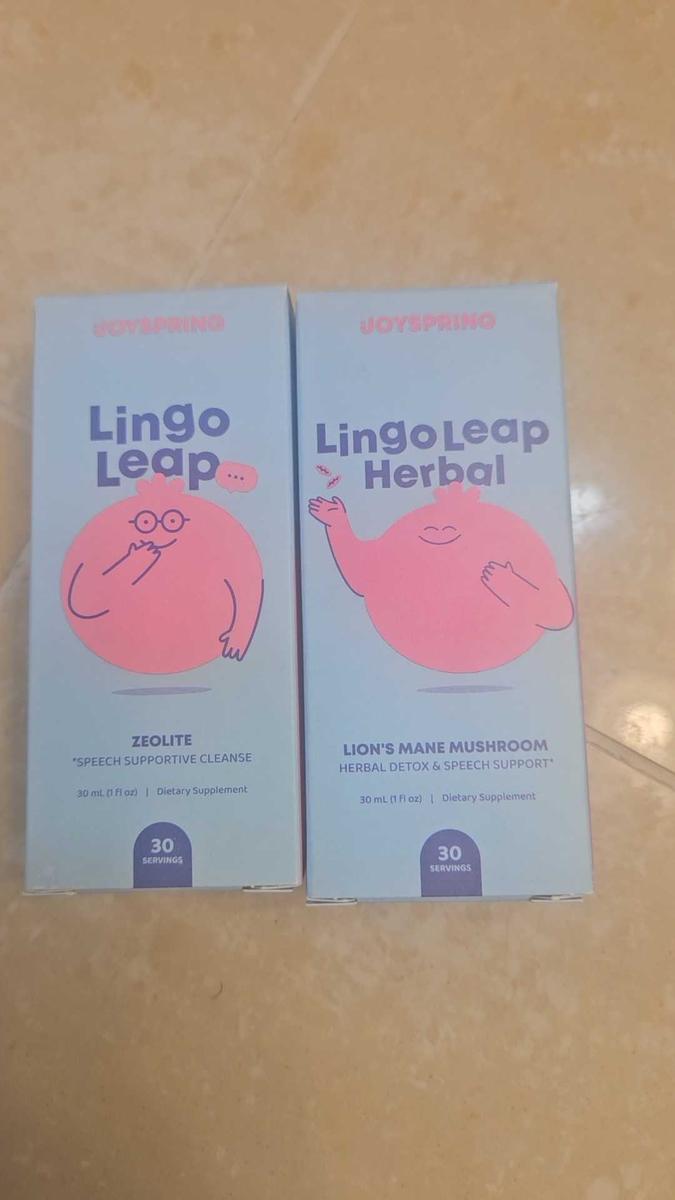 JOYSPRING
Lingo
Leap
...
ZEOLITE
*SPEECH SUPPORTIVE CLEANSE
30 mL (1 fl oz) | Dietary Supplement
30
SERVINGS
JOYSPRING
Lingo Leap
Herbal
LION'S MANE MUSHROOM
HERBAL DETOX & SPEECH SUPPORT*
30 mL (1 fl oz) | Dietary Supplement
30
SERVINGS